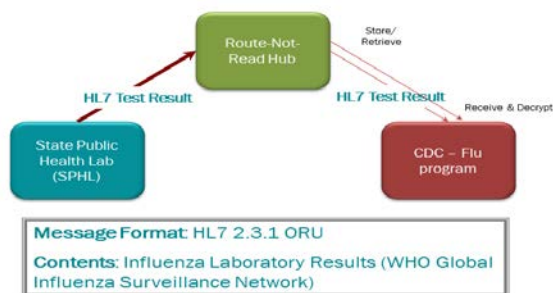 Store/
Retrieve
Route-Not-
Read Hub
HL7 Test Result
HL7 Test Result
Receive & Decrypt
State Public
Health Lab
(SPHL)
CDC – Flu
program
Message Format: HL7 2.3.1 ORU
Contents: Influenza Laboratory Results (WHO Global
Influenza Surveillance Network)